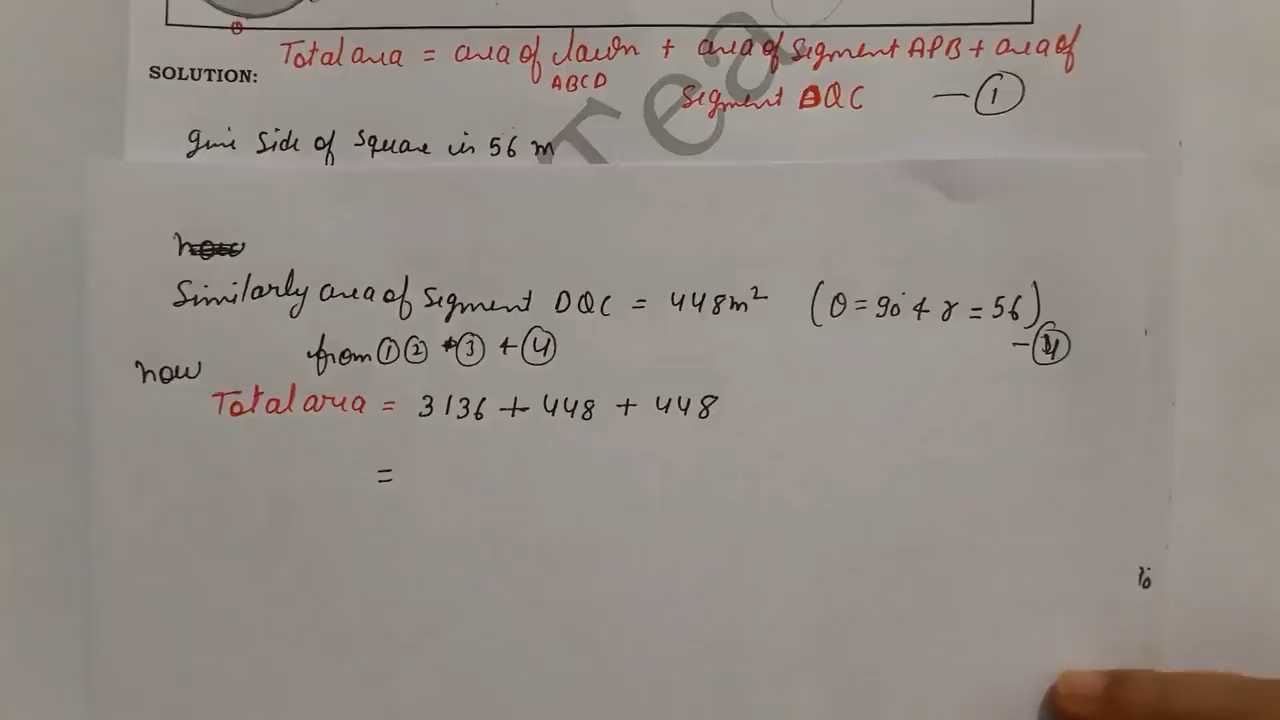 Total area = area of lawn + area of segment APB + area of
ABCD
SOLUTION:
segment DQC — ①
give side of square is 56 m
Similarly area of segment DQC = 448m² (θ = 90° & r = 56)
— ④
from ① ② ③ + ④
now
Total area = 3136 + 448 + 448
=